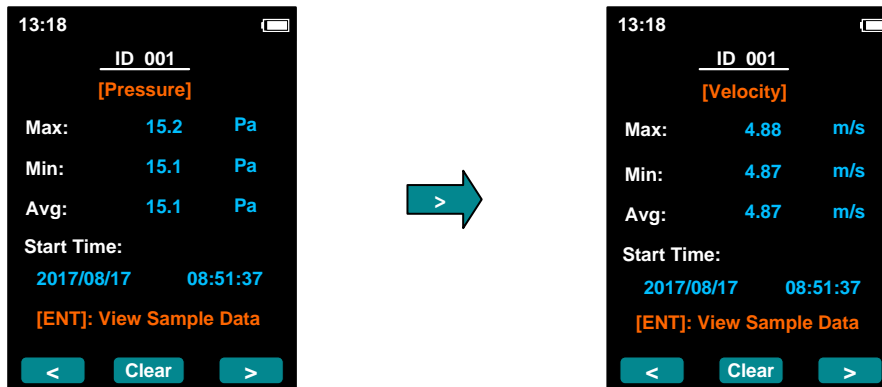 13:18
ID 001
[Pressure]
Max: 15.2 Pa
Min: 15.1 Pa
Avg: 15.1 Pa
Start Time:
2017/08/17 08:51:37
[ENT]: View Sample Data
< Clear >
>
13:18
ID 001
[Velocity]
Max: 4.88 m/s
Min: 4.87 m/s
Avg: 4.87 m/s
Start Time:
2017/08/17 08:51:37
[ENT]: View Sample Data
< Clear >